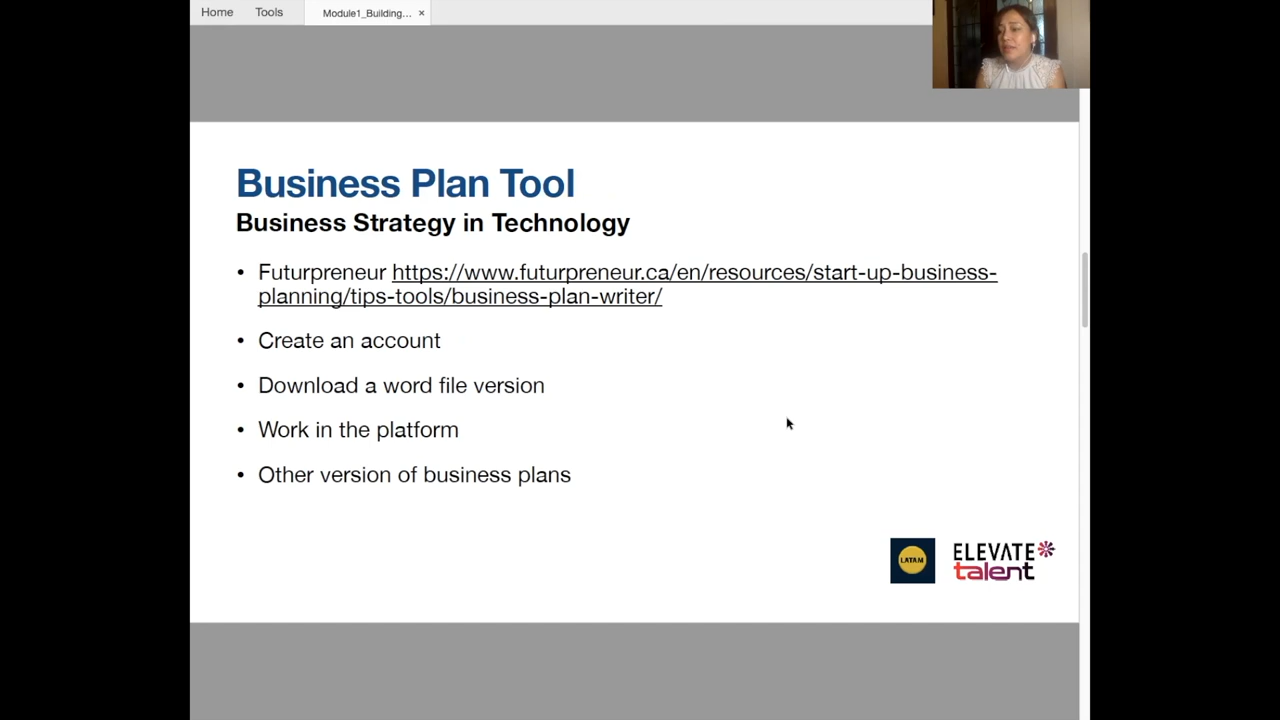 Home Tools Module1_Building... ×
Business Plan Tool
Business Strategy in Technology
• Futurpreneur https://www.futurpreneur.ca/en/resources/start-up-business-
planning/tips-tools/business-plan-writer/
• Create an account
• Download a word file version
• Work in the platform
• Other version of business plans
LATAM
ELEVATE
talent